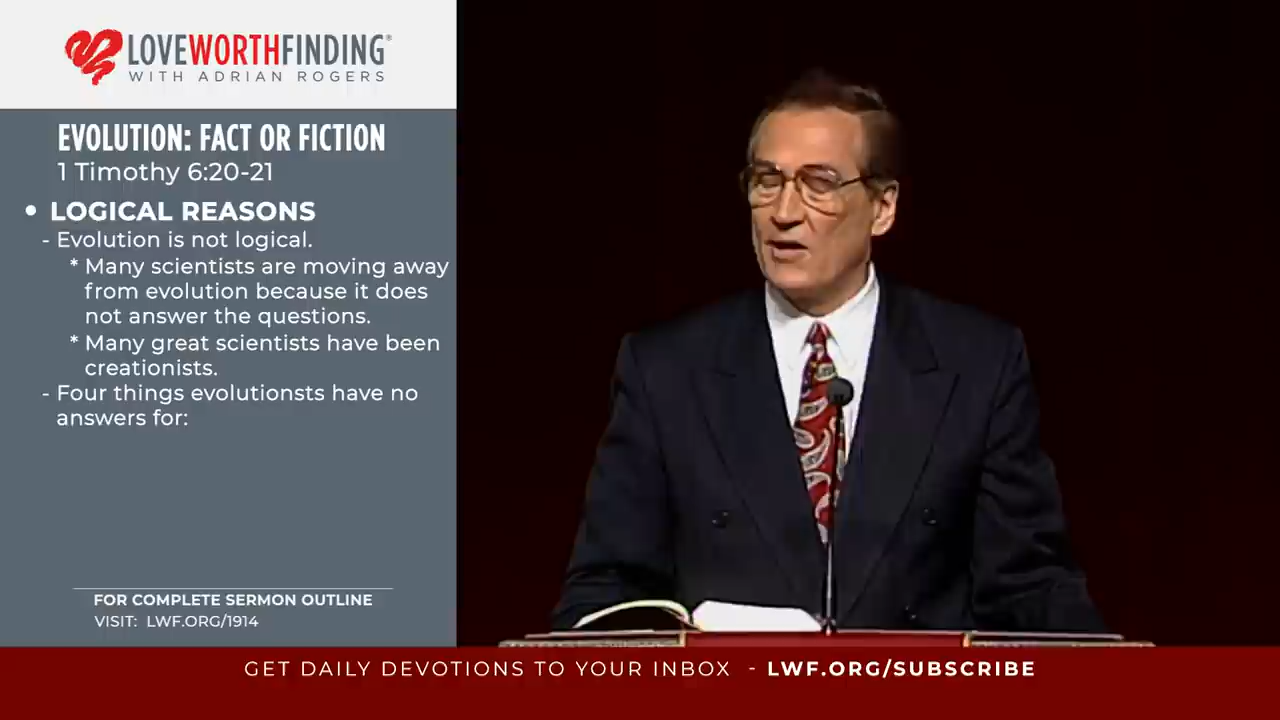 LOVEWORTHFINDING®
WITH ADRIAN ROGERS
EVOLUTION: FACT OR FICTION
1 Timothy 6:20-21
• LOGICAL REASONS
- Evolution is not logical.
* Many scientists are moving away
from evolution because it does
not answer the questions.
* Many great scientists have been
creationists.
- Four things evolutionsts have no
answers for:
FOR COMPLETE SERMON OUTLINE
VISIT: LWF.ORG/1914
GET DAILY DEVOTIONS TO YOUR INBOX - LWF.ORG/SUBSCRIBE